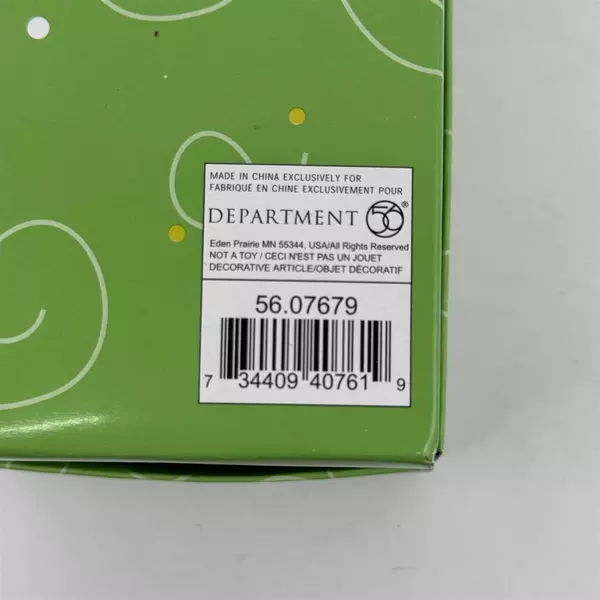 MADE IN CHINA EXCLUSIVELY FOR
FABRIQUÉ EN CHINE EXCLUSIVEMENT POUR
DEPARTMENT 56®
Eden Prairie MN 55344, USA/All Rights Reserved
NOT A TOY / CECI N'EST PAS UN JOUET
DECORATIVE ARTICLE/OBJET DÉCORATIF
56.07679
7 34409 40761 9